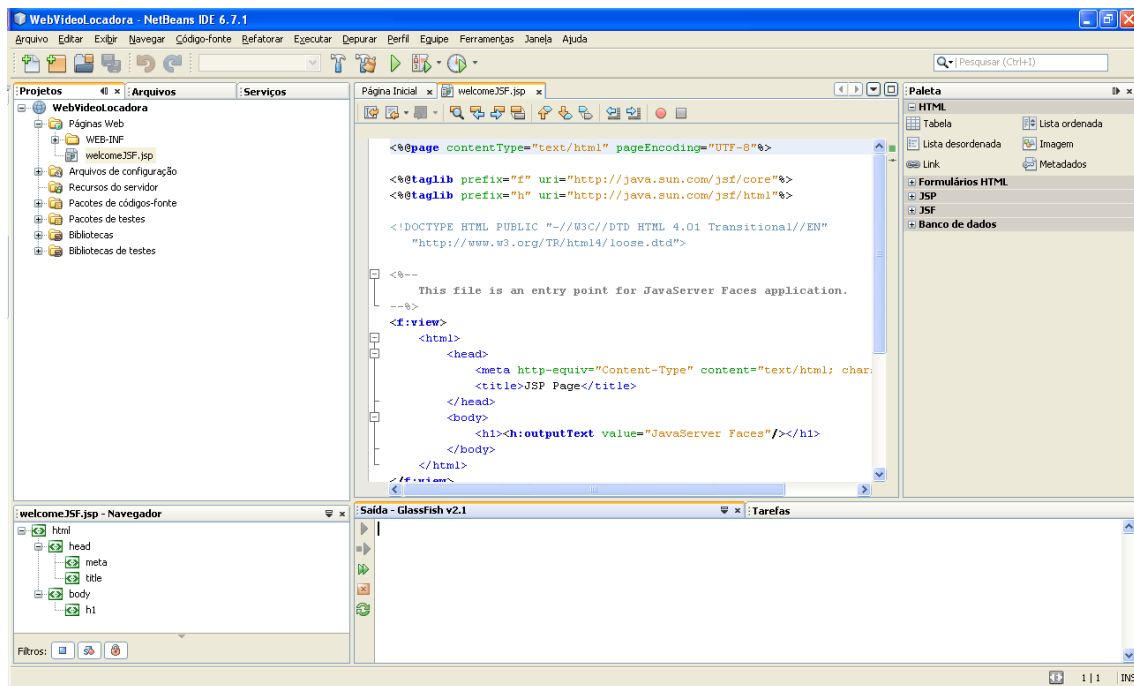 WebVideoLocadora - NetBeans IDE 6.7.1
Arquivo Editar Exibir Navegar Código-fonte Refatorar Executar Depurar Perfil Equipe Ferramentas Janela Ajuda
Pesquisar (Ctrl+I)
Projetos Arquivos Serviços
WebVideoLocadora
Páginas Web
WEB-INF
welcomeJSF.jsp
Arquivos de configuração
Recursos do servidor
Pacotes de códigos-fonte
Pacotes de testes
Bibliotecas
Bibliotecas de testes
Página Inicial welcomeJSF.jsp
<%@page contentType="text/html" pageEncoding="UTF-8"%>
<%@taglib prefix="f" uri="http://java.sun.com/jsf/core"%>
<%@taglib prefix="h" uri="http://java.sun.com/jsf/html"%>
<!DOCTYPE HTML PUBLIC "-//W3C//DTD HTML 4.01 Transitional//EN"
"http://www.w3.org/TR/html4/loose.dtd">
<%--
This file is an entry point for JavaServer Faces application.
--%>
<f:view>
<html>
<head>
<meta http-equiv="Content-Type" content="text/html; char
<title>JSP Page</title>
</head>
<body>
<h1><h:outputText value="JavaServer Faces"/></h1>
</body>
</html>
</f:view>
Paleta
HTML
Tabela Lista ordenada
Lista desordenada Imagem
Link Metadados
Formulários HTML
JSP
JSF
Banco de dados
welcomeJSF.jsp - Navegador
html
head
meta
title
body
h1
Filtros:
Saída - GlassFish v2.1 Tarefas
1 | 1 INS